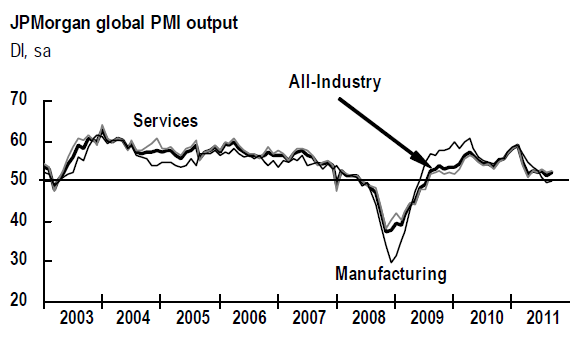 JPMorgan global PMI output
DI, sa
All-Industry
70
Services
60
50
40
30
Manufacturing
20
2003 2004 2005 2006 2007 2008 2009 2010 2011